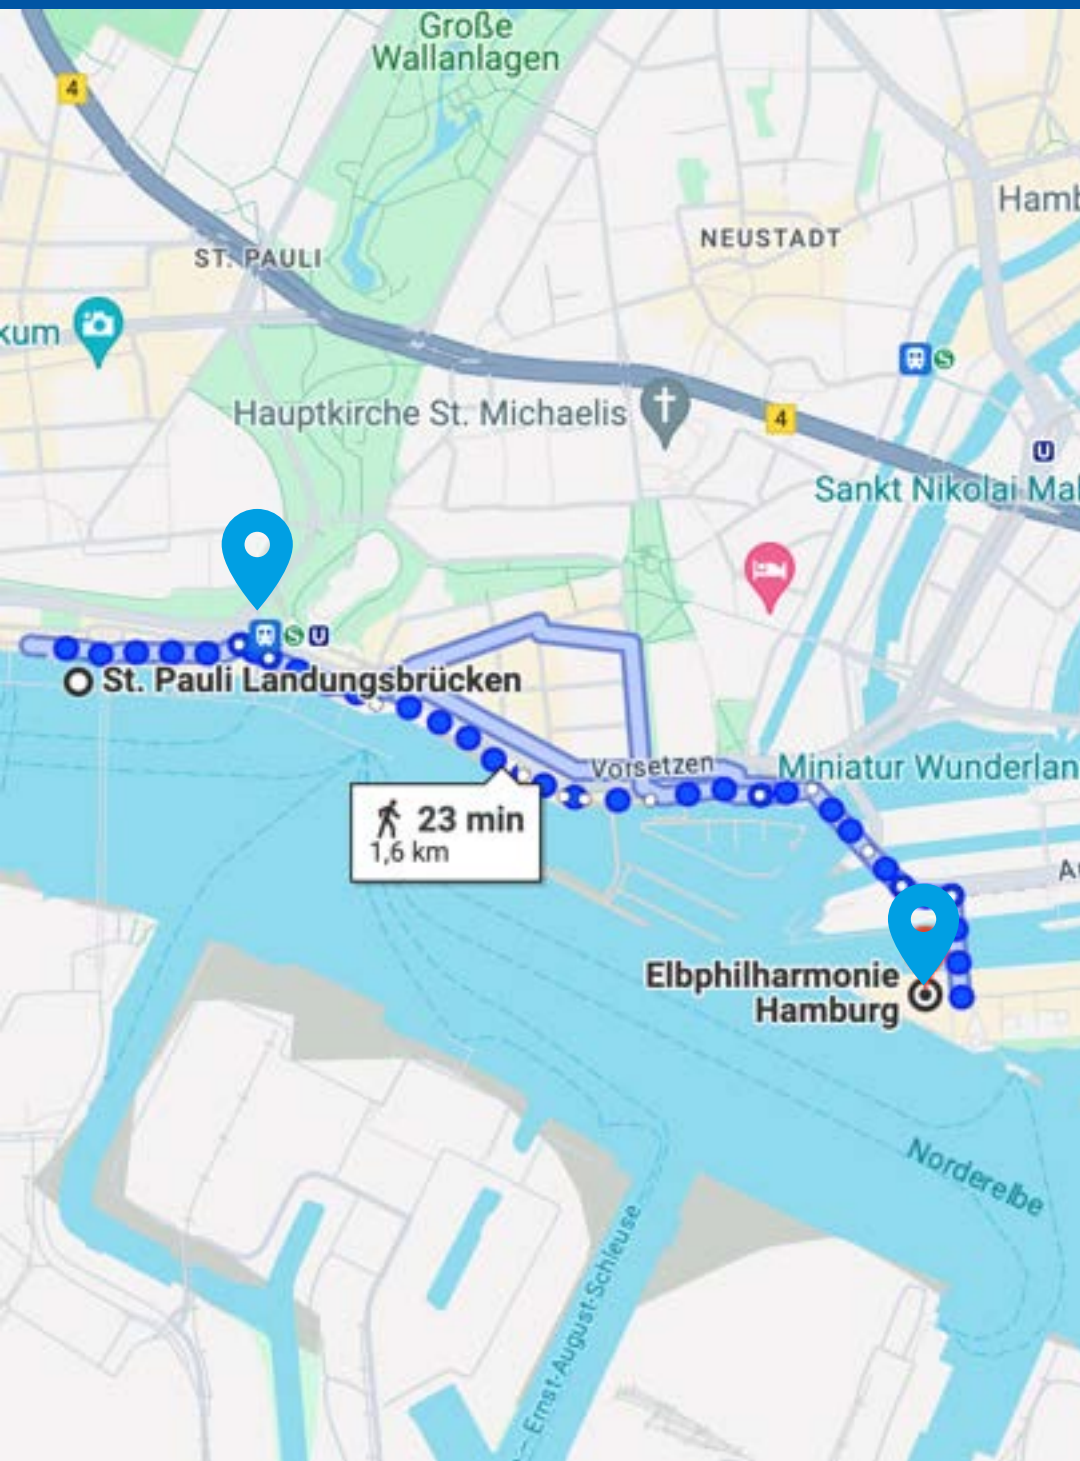 Große
Wallanlagen
4
Hamb
NEUSTADT
ST. PAULI
kum
S
Hauptkirche St. Michaelis
4
U
Sankt Nikolai Mal
S U
St. Pauli Landungsbrücken
Vorsetzen
Miniatur Wunderlan
23 min
1,6 km
Elbphilharmonie
Hamburg
Norderelbe
Ernst-August-Schleuse